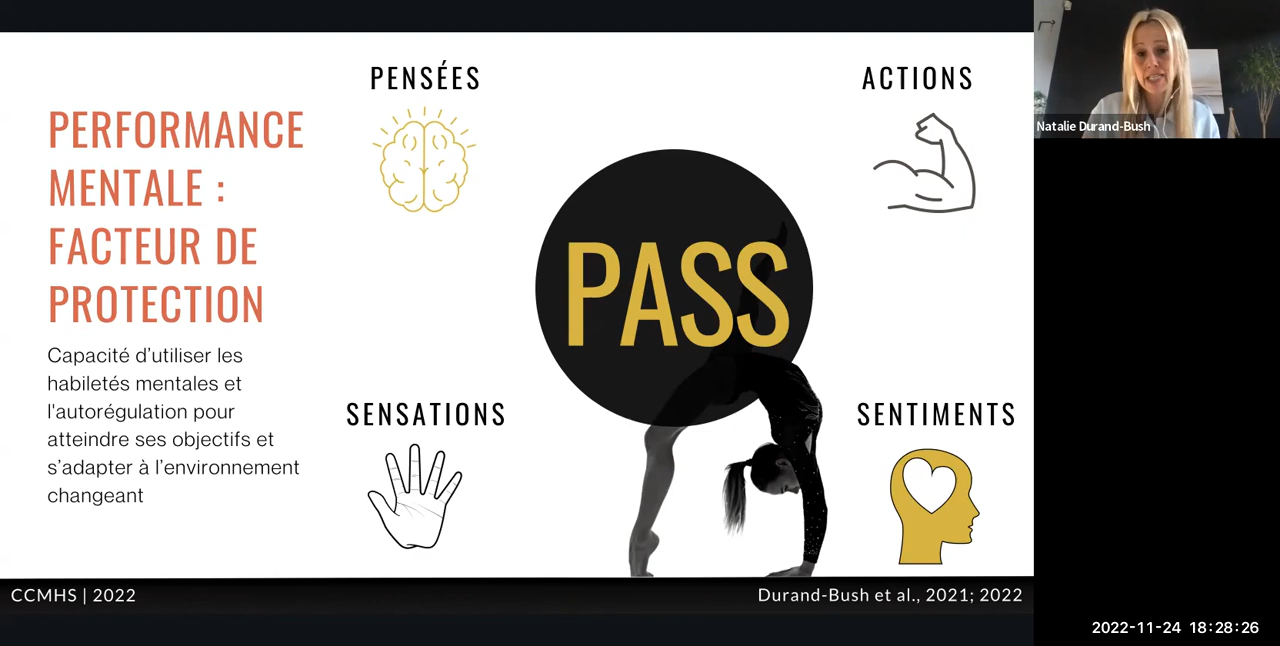 PERFORMANCE
MENTALE :
FACTEUR DE
PROTECTION
Capacité d’utiliser les
habiletés mentales et
l'autorégulation pour
atteindre ses objectifs et
s’adapter à l’environnement
changeant
PENSÉES
ACTIONS
PASS
SENSATIONS
SENTIMENTS
CCMHS | 2022
Durand-Bush et al., 2021; 2022
Natalie Durand-Bush
2022-11-24 18:28:26